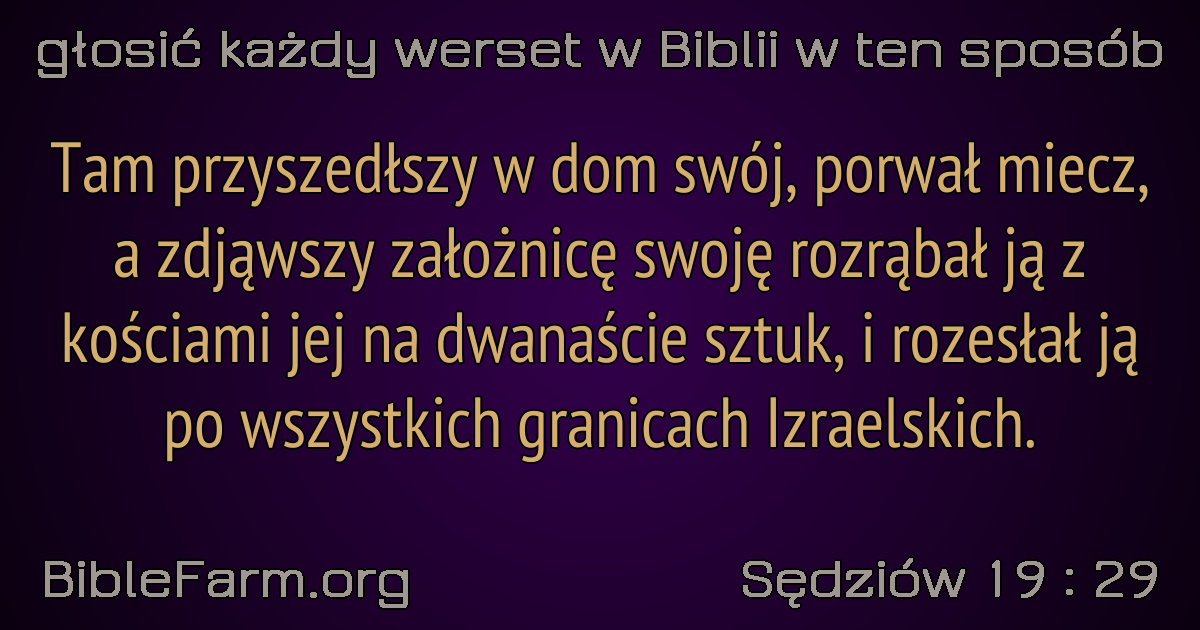 głosić każdy werset w Biblii w ten sposób
Tam przyszedłszy w dom swój, porwał miecz,
a zdjąwszy założnicę swoję rozrąbał ją z
kościami jej na dwanaście sztuk, i rozesłał ją
po wszystkich granicach Izraelskich.
BibleFarm.org
Sędziów 19 : 29